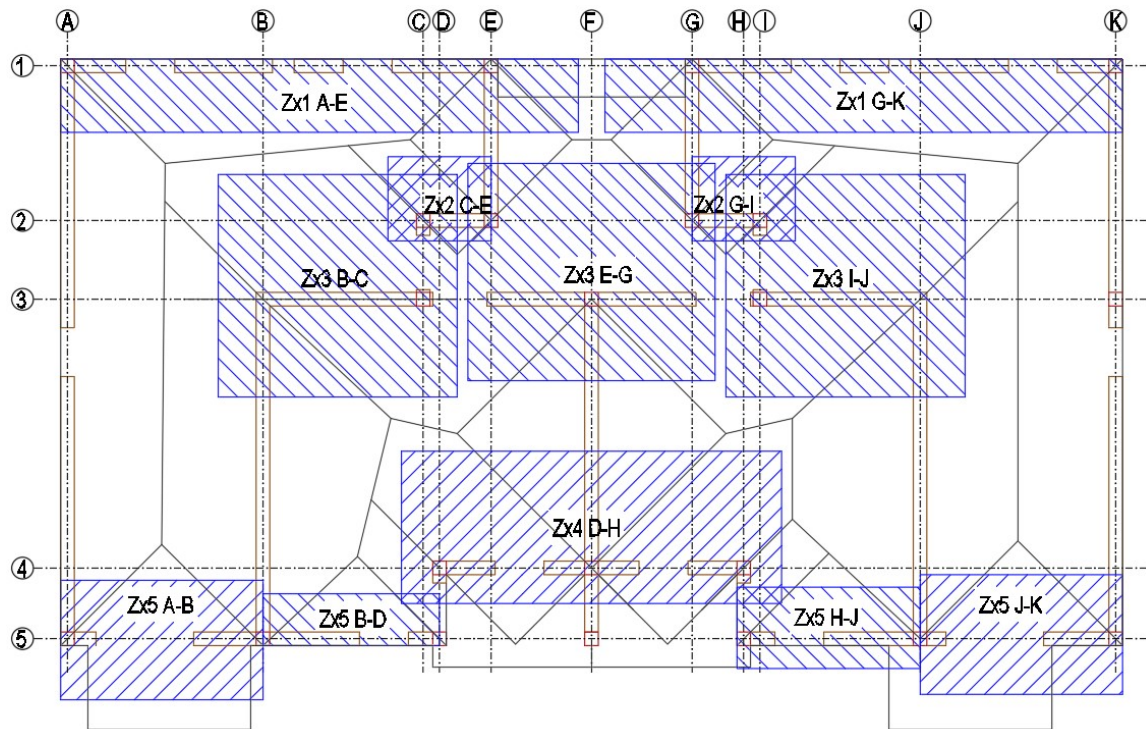 A B C D E F G H I J K
1
Zx1 A-E Zx1 G-K
2
Zx2 C-E Zx2 G-I
3
Zx3 B-C Zx3 E-G Zx3 I-J
4
Zx4 D-H
5
Zx5 A-B Zx5 B-D Zx5 H-J Zx5 J-K